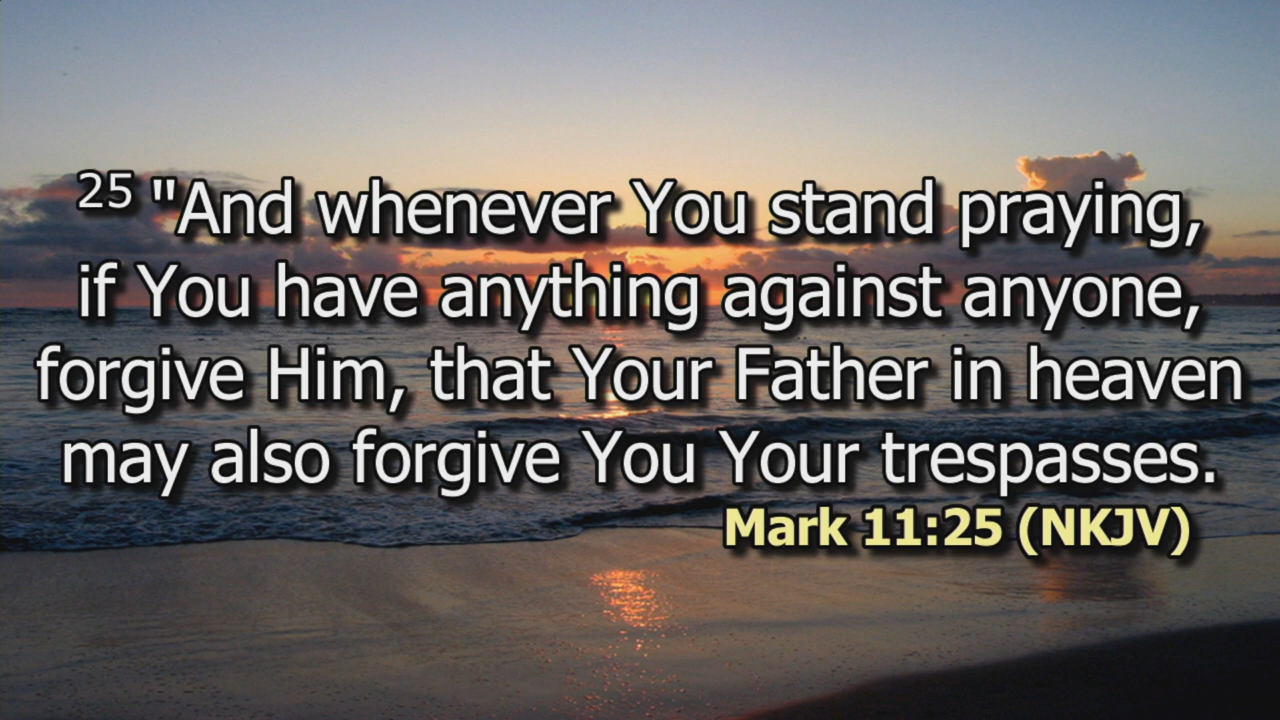 25 "And whenever You stand praying,
if You have anything against anyone,
forgive Him, that Your Father in heaven
may also forgive You Your trespasses.
Mark 11:25 (NKJV)